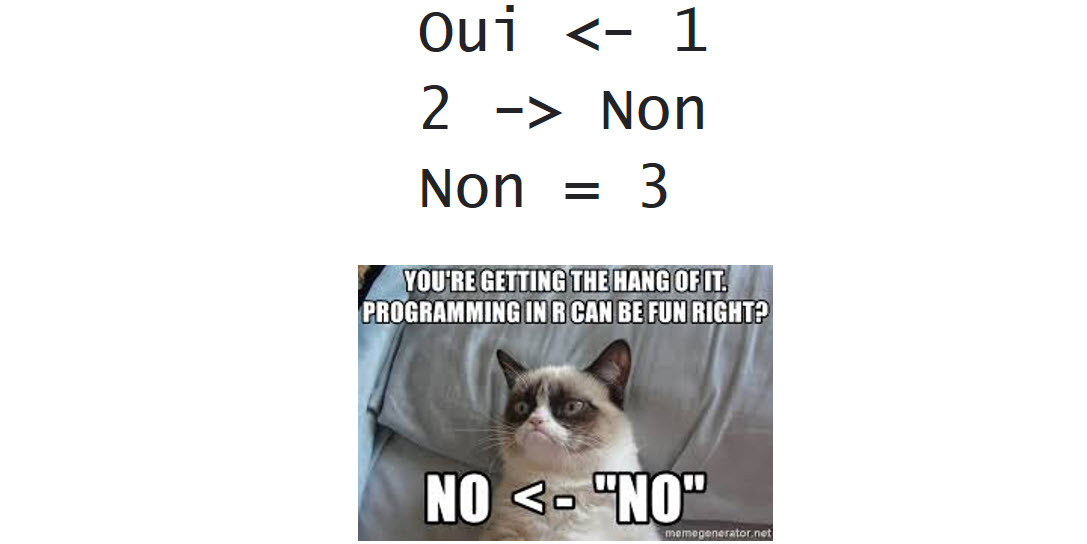 Oui <- 1
2 -> Non
Non = 3
YOU'RE GETTING THE HANG OF IT.
PROGRAMMING IN R CAN BE FUN RIGHT?
NO <- "NO"
memegenerator.net